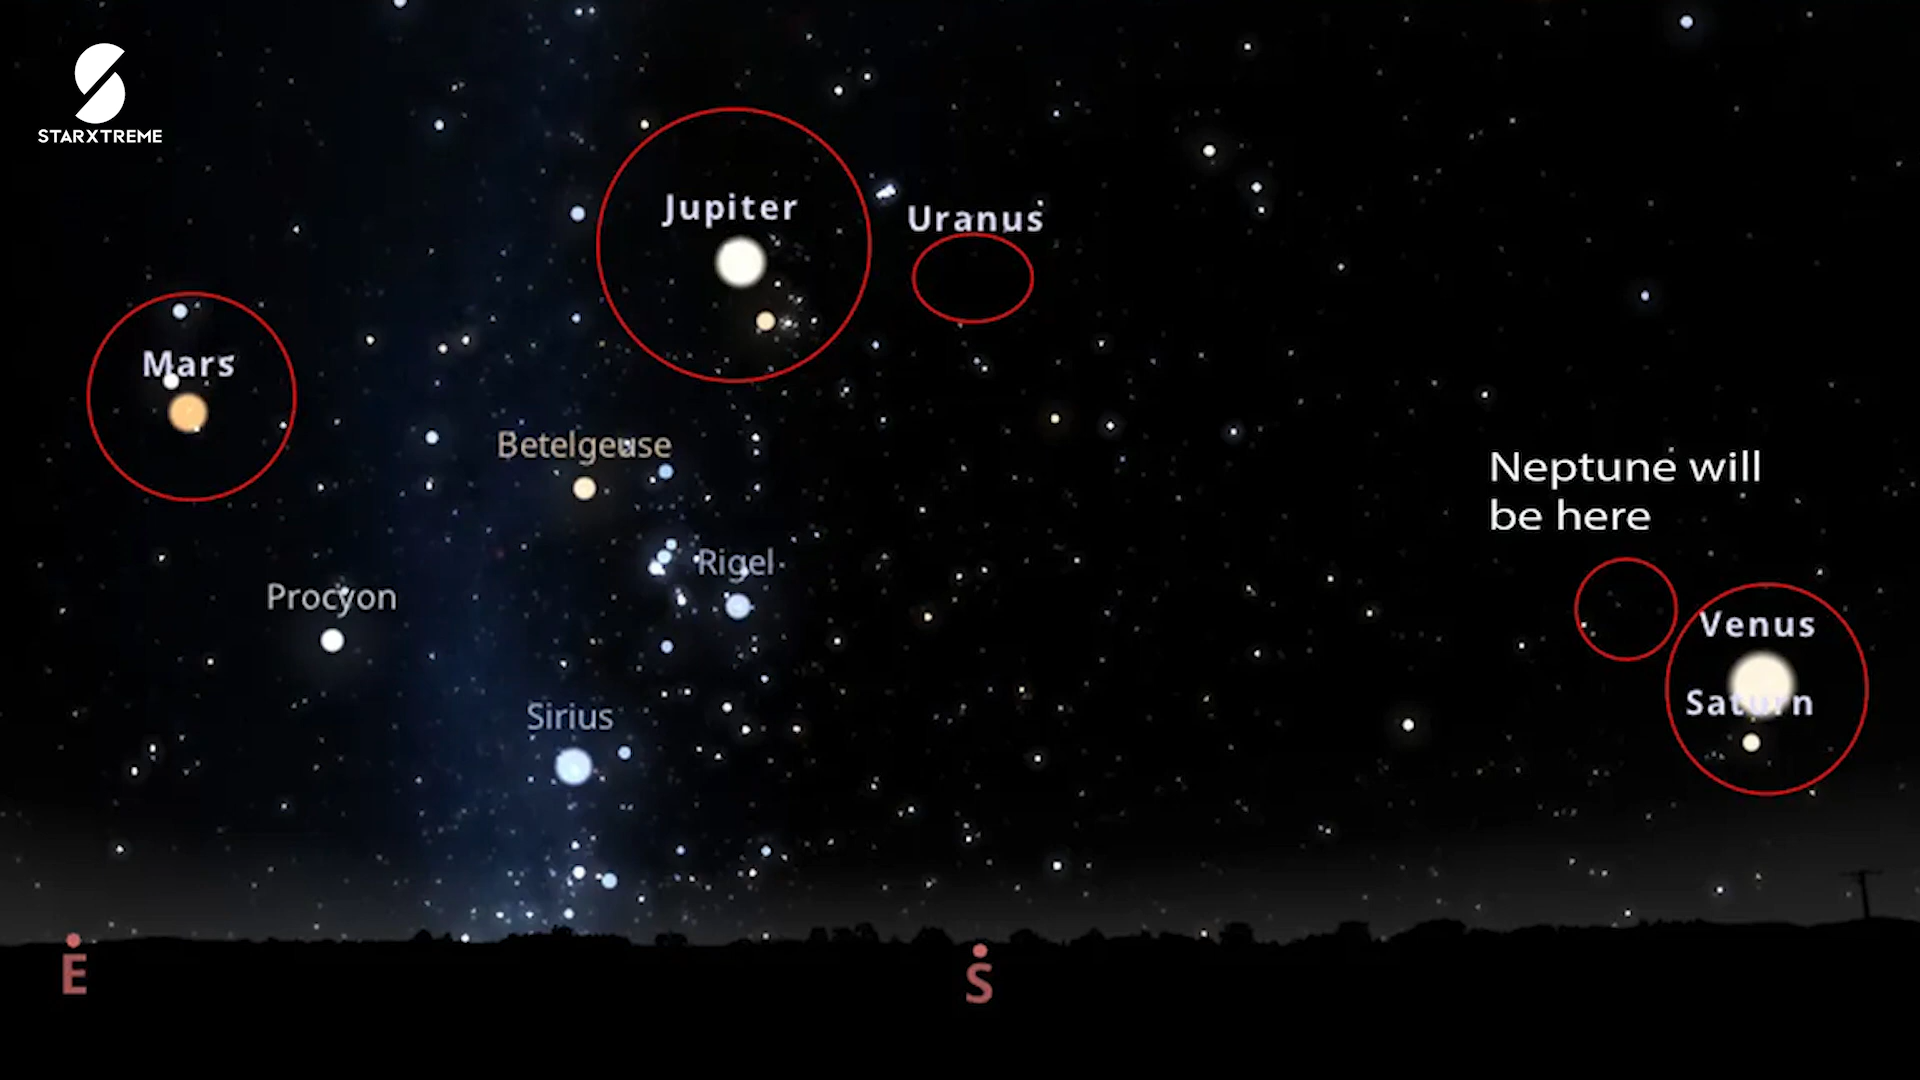 STARXTREME
Jupiter
Uranus
Mars
Betelgeuse
Neptune will
be here
Rigel
Procyon
Venus
Saturn
Sirius
E
S